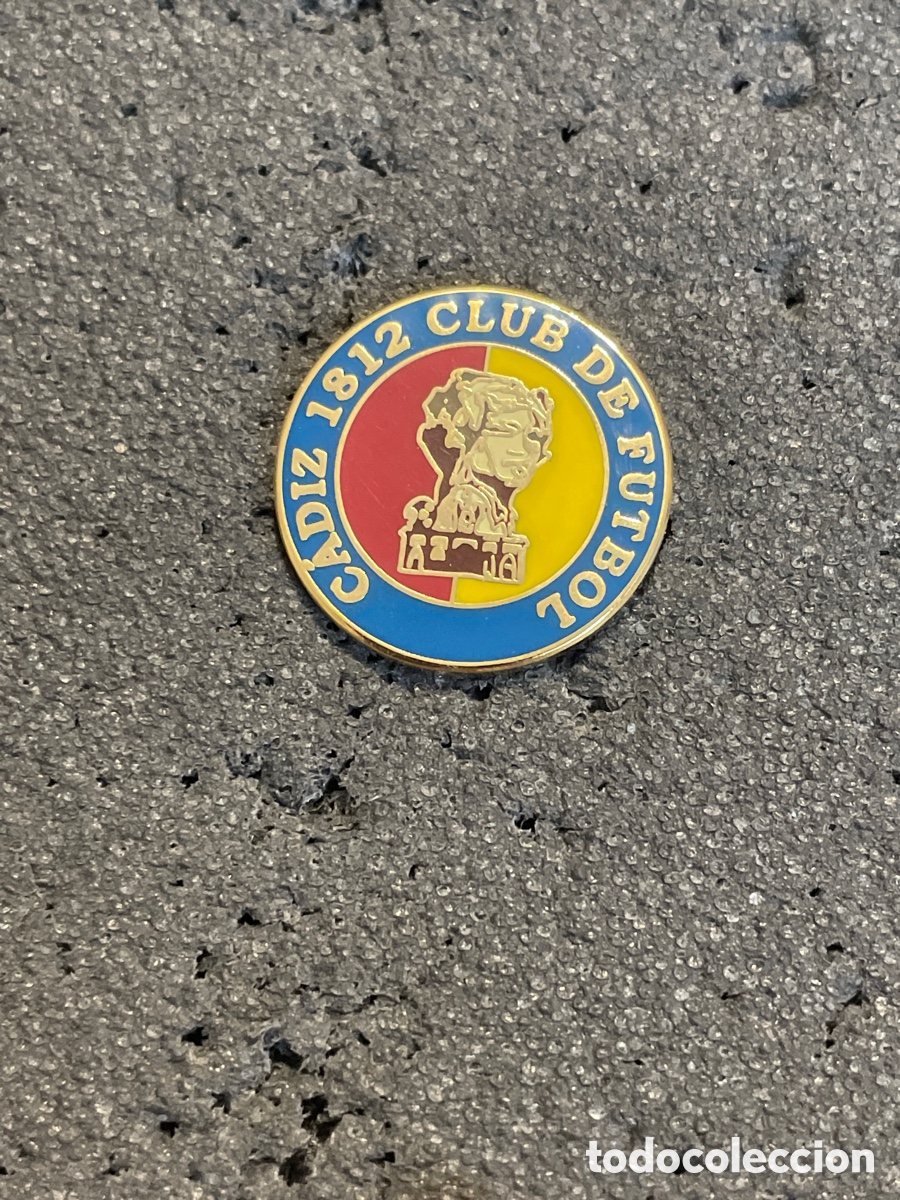 CÁDIZ 1812 CLUB DE FUTBOL
todocoleccion